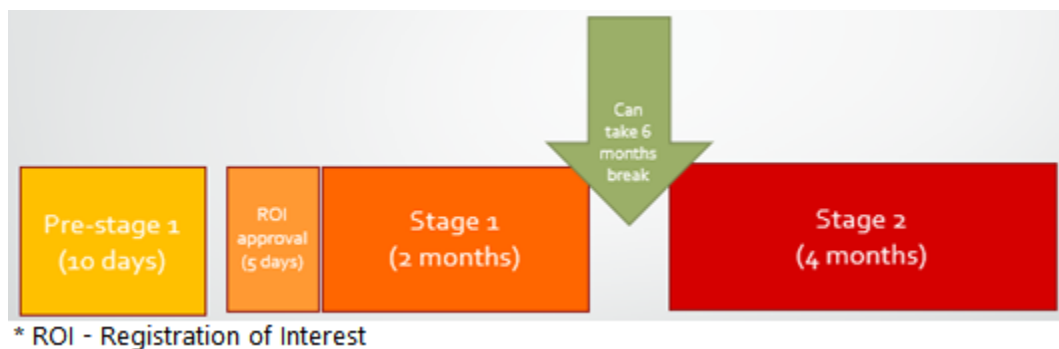 Can
take 6
months
break
Pre-stage 1
(10 days)
ROI
approval
(5 days)
Stage 1
(2 months)
Stage 2
(4 months)
* ROI - Registration of Interest